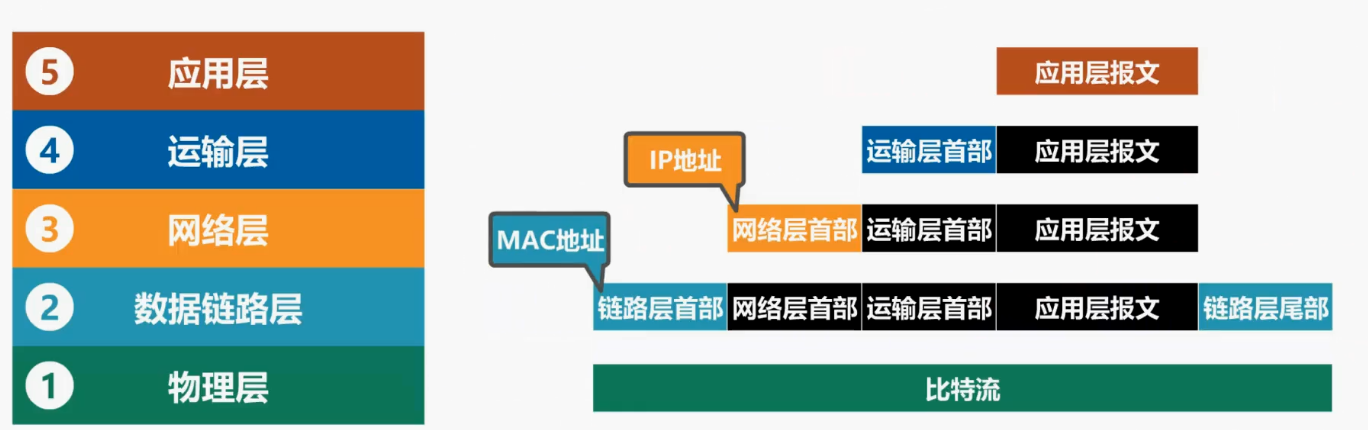 5 应用层
应用层报文
4 运输层
运输层首部 应用层报文
IP地址
3 网络层
网络层首部 运输层首部 应用层报文
MAC地址
2 数据链路层
链路层首部 网络层首部 运输层首部 应用层报文 链路层尾部
1 物理层
比特流